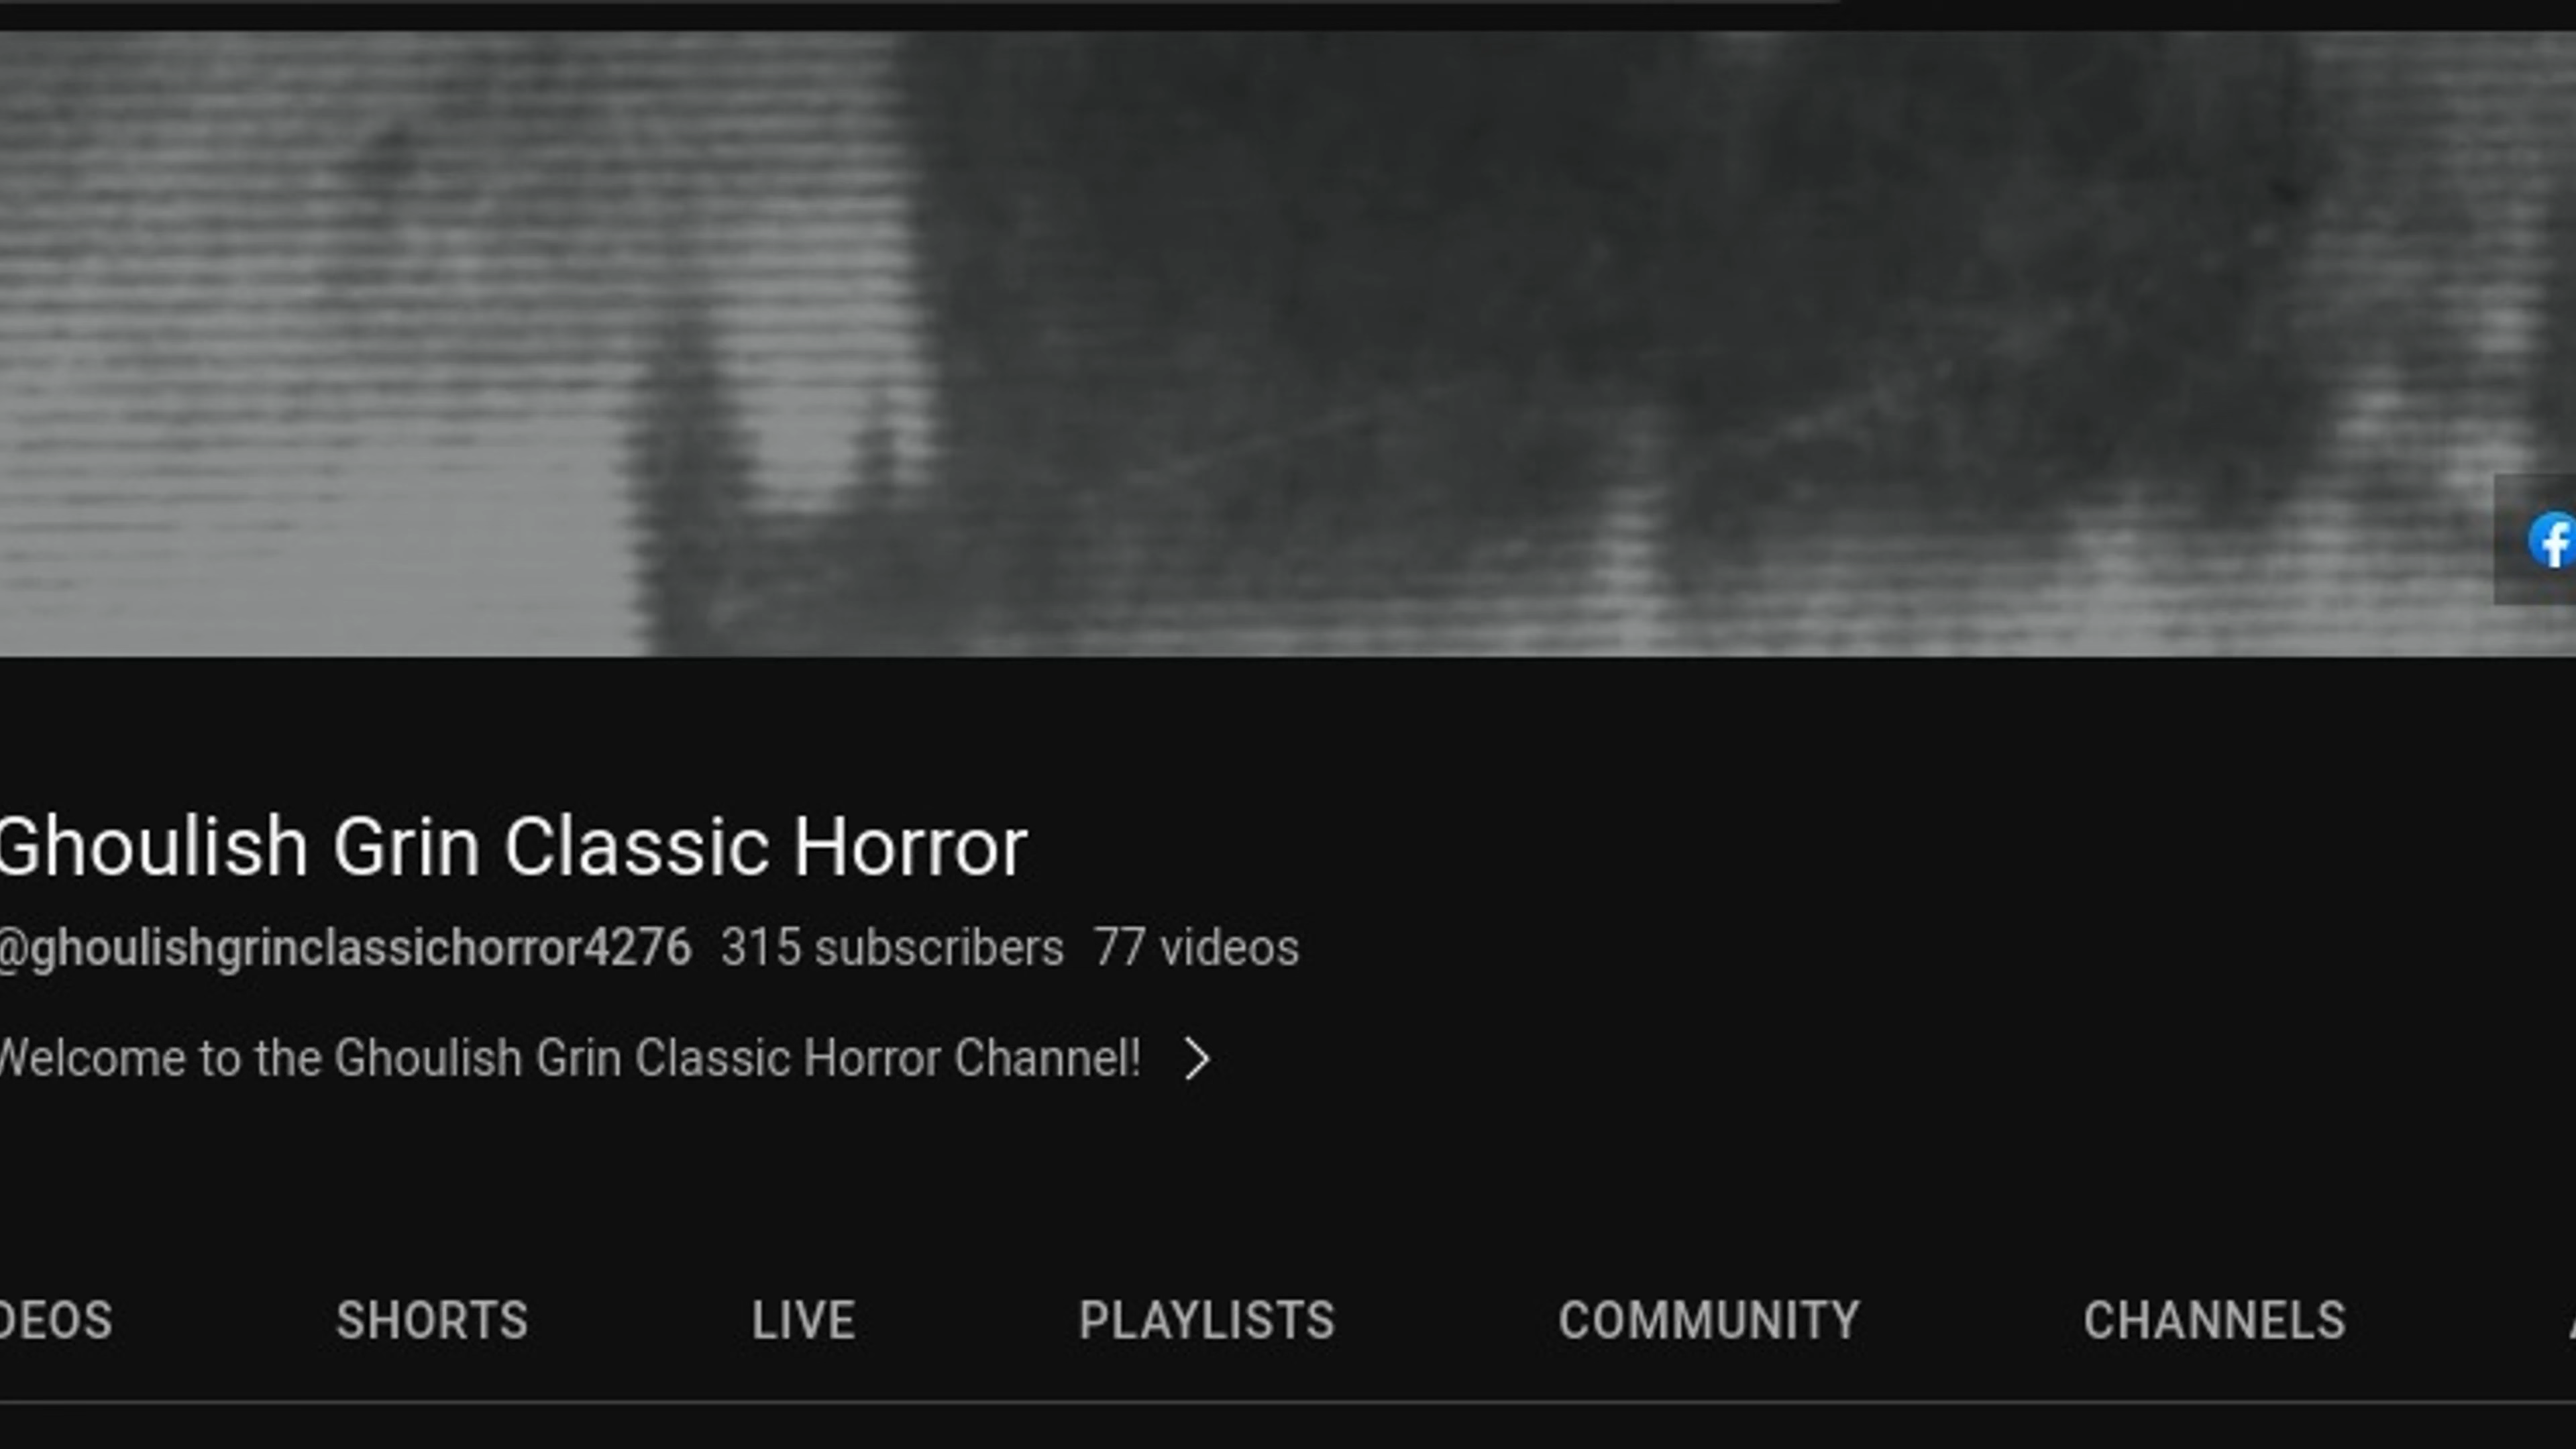 Ghoulish Grin Classic Horror
@ghoulishgrinclassichorror4276 315 subscribers 77 videos
Welcome to the Ghoulish Grin Classic Horror Channel!
DEOS SHORTS LIVE PLAYLISTS COMMUNITY CHANNELS